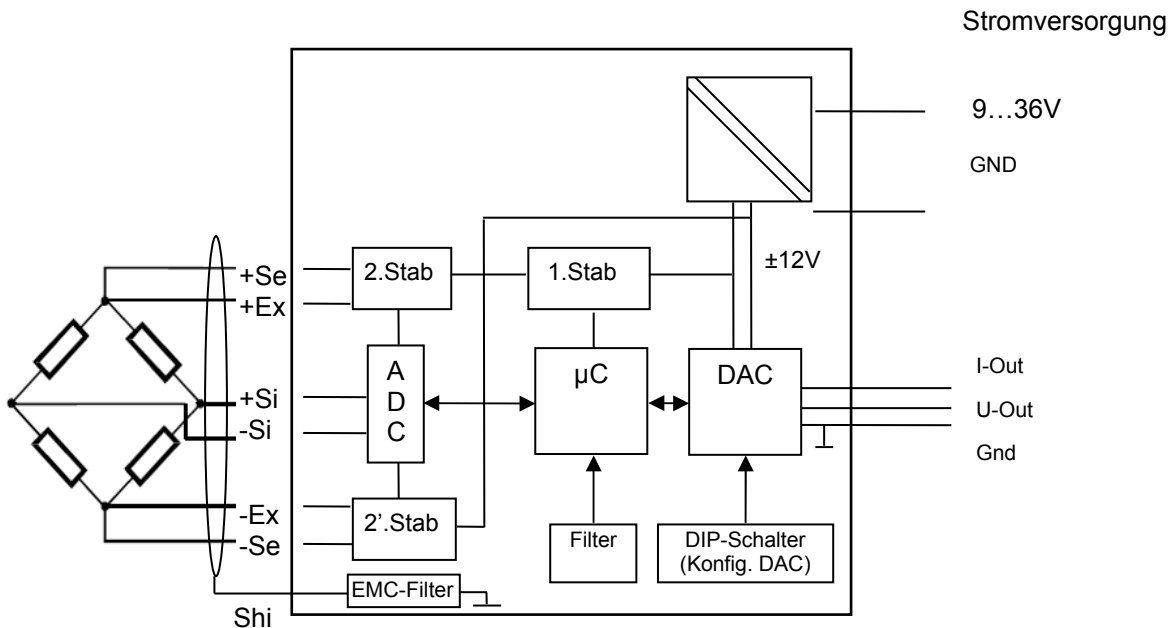 Stromversorgung
9…36V
GND
±12V
+Se
2.Stab
1.Stab
+Ex
A
D
C
µC
DAC
I-Out
U-Out
Gnd
+Si
-Si
-Ex
-Se
2'.Stab
Filter
DIP-Schalter
(Konfig. DAC)
EMC-Filter
Shi